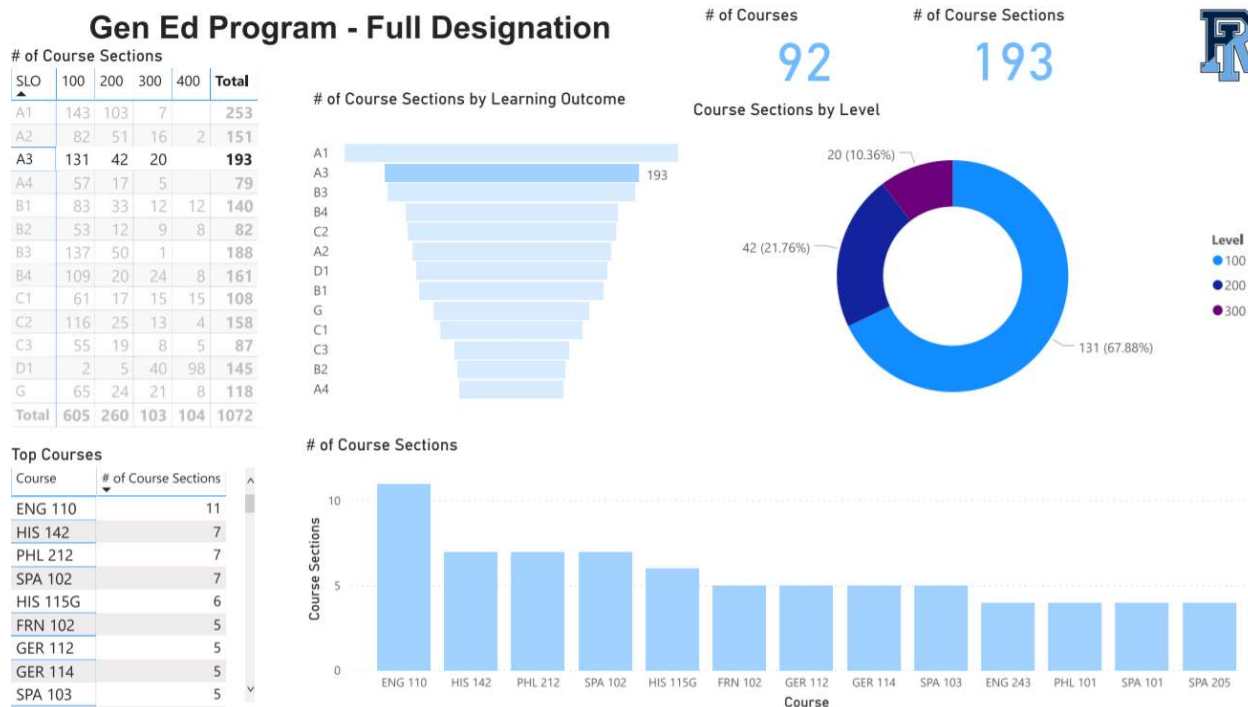 Gen Ed Program - Full Designation
# of Courses
92
# of Course Sections
193
# of Course Sections
SLO 100 200 300 400 Total
A1 143 103 7 253
A2 82 51 16 2 151
A3 131 42 20 193
A4 57 17 5 79
B1 83 33 12 12 140
B2 53 12 9 8 82
B3 137 50 1 188
B4 109 20 24 8 161
C1 61 17 15 15 108
C2 116 25 13 4 158
C3 55 19 8 5 87
D1 2 5 40 98 145
G 65 24 21 8 118
Total 605 260 103 104 1072
# of Course Sections by Learning Outcome
A1
A3 193
B3
B4
C2
A2
D1
B1
G
C1
C3
B2
A4
Course Sections by Level
20 (10.36%)
42 (21.76%)
131 (67.88%)
Level
100
200
300
Top Courses
Course # of Course Sections
ENG 110 11
HIS 142 7
PHL 212 7
SPA 102 7
HIS 115G 6
FRN 102 5
GER 112 5
GER 114 5
SPA 103 5
# of Course Sections
Course Sections
10
5
0
ENG 110 HIS 142 PHL 212 SPA 102 HIS 115G FRN 102 GER 112 GER 114 SPA 103 ENG 243 PHL 101 SPA 101 SPA 205
Course